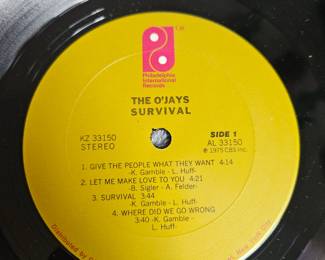 T.M.
Philadelphia
International
Records
THE O'JAYS
SURVIVAL
KZ 33150
STEREO
SIDE 1
AL 33150
℗ 1975 CBS Inc.
1. GIVE THE PEOPLE WHAT THEY WANT 4:14
-K. Gamble - L. Huff-
2. LET ME MAKE LOVE TO YOU 4:21
-B. Sigler - A. Felder-
3. SURVIVAL 3:44
-K. Gamble - L. Huff-
4. WHERE DID WE GO WRONG
3:40 -K. Gamble -
L. Huff-
Distributed by